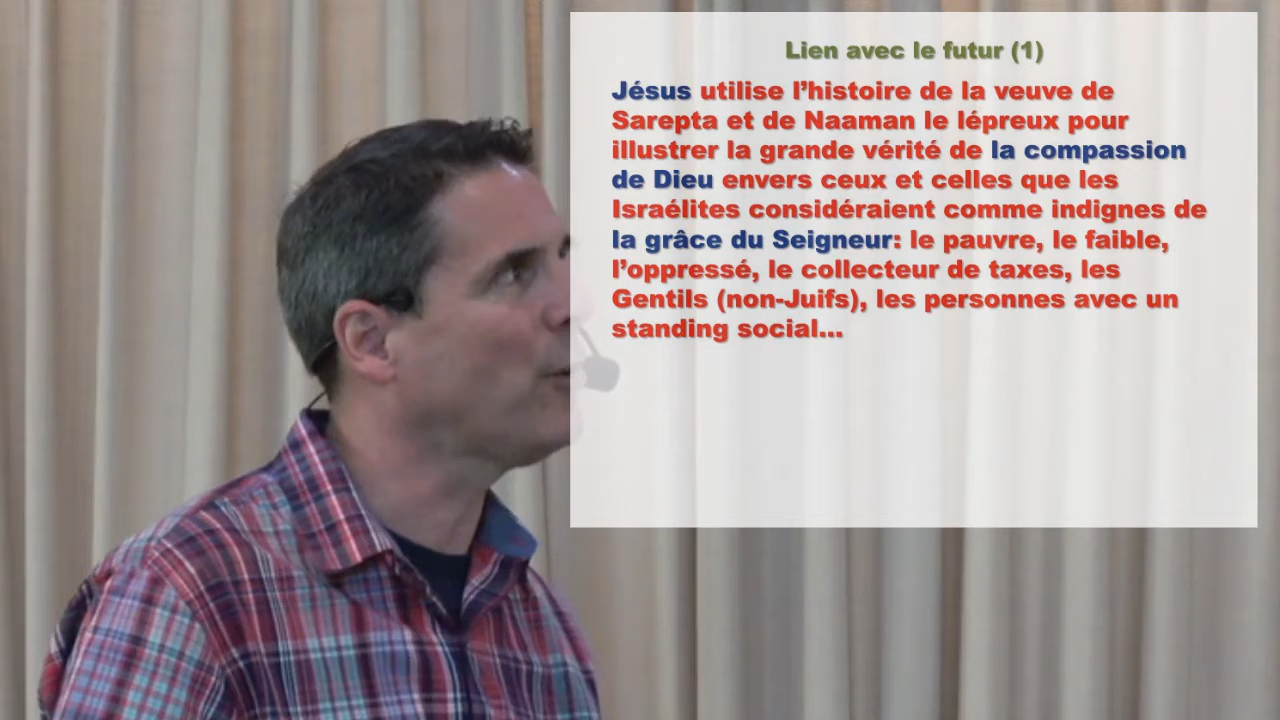 Lien avec le futur (1)
Jésus utilise l’histoire de la veuve de
Sarepta et de Naaman le lépreux pour
illustrer la grande vérité de la compassion
de Dieu envers ceux et celles que les
Israélites considéraient comme indignes de
la grâce du Seigneur: le pauvre, le faible,
l’oppressé, le collecteur de taxes, les
Gentils (non-Juifs), les personnes avec un
standing social...